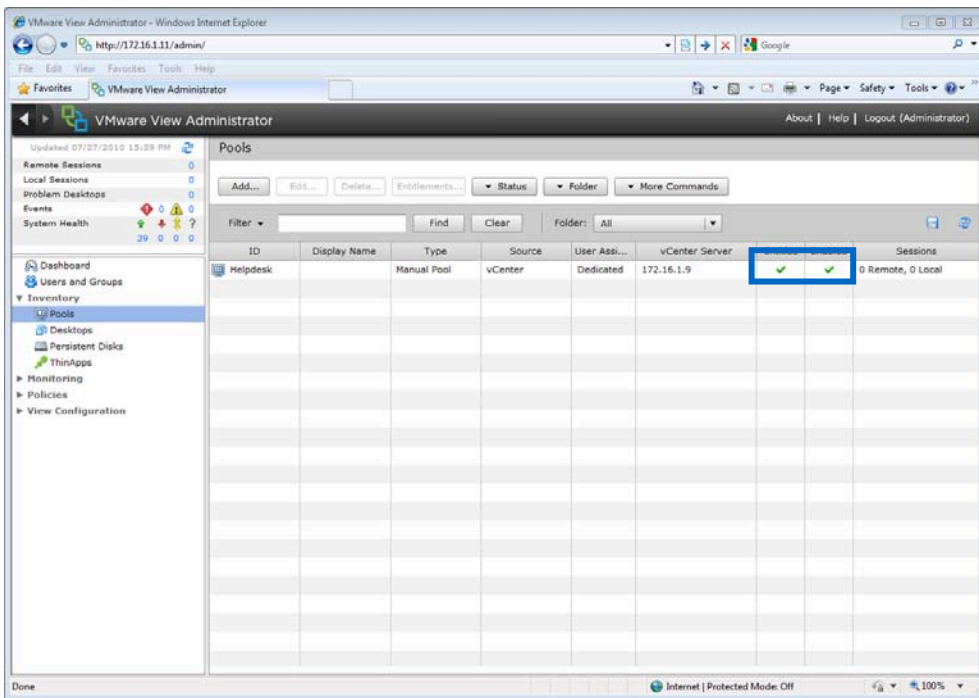 VMware View Administrator - Windows Internet Explorer
http://172.16.1.11/admin/
Google
File Edit View Favorites Tools Help
Favorites
VMware View Administrator
Page Safety Tools
VMware View Administrator
About | Help | Logout (Administrator)
Updated 07/27/2010 15:39 PM
Remote Sessions 0
Local Sessions 0
Problem Desktops 0
Events 0 0
System Health ?
39 0 0 0
Dashboard
Users and Groups
Inventory
Pools
Desktops
Persistent Disks
ThinApps
Monitoring
Policies
View Configuration
Pools
Add... Edit... Delete... Entitlements... Status Folder More Commands
Filter Find Clear Folder: All
ID Display Name Type Source User Assi... vCenter Server Sessions
Helpdesk Manual Pool vCenter Dedicated 172.16.1.9 0 Remote, 0 Local
Done
Internet | Protected Mode: Off
100%